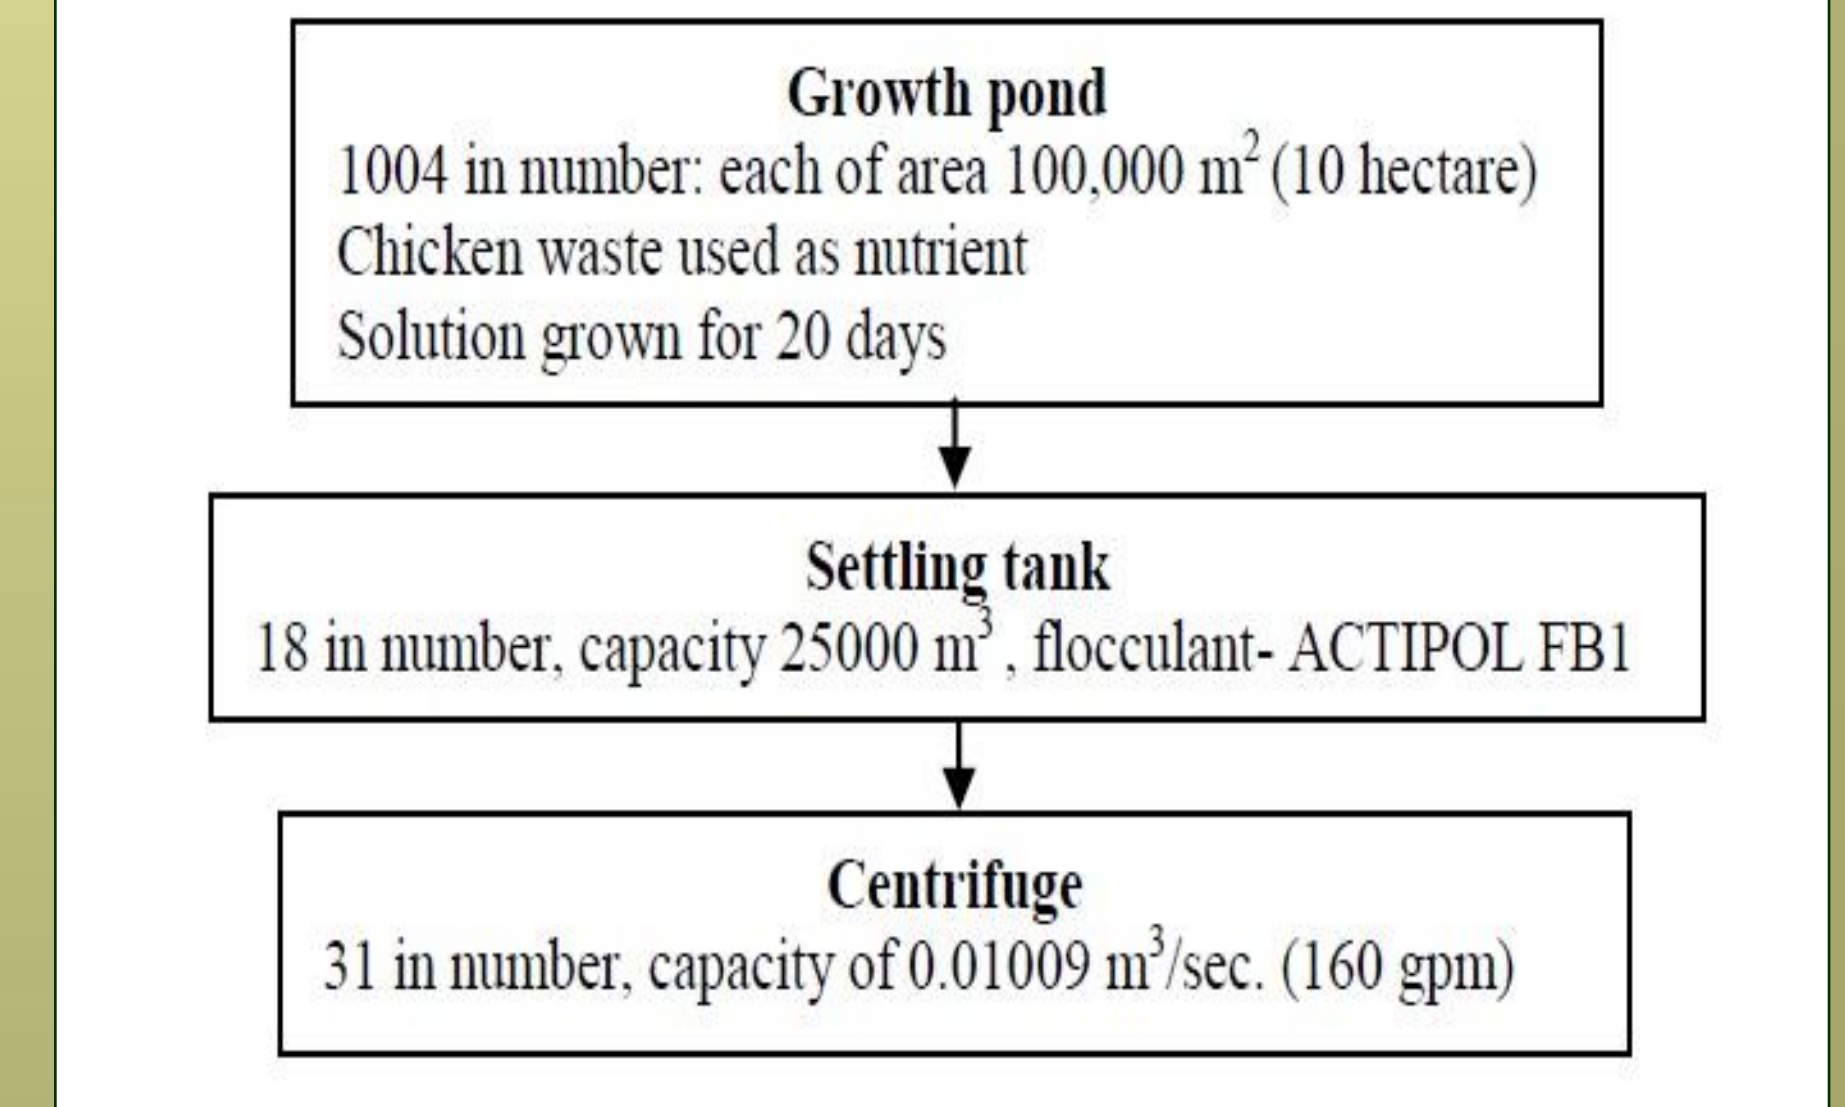 Growth pond
1004 in number: each of area 100,000 m² (10 hectare)
Chicken waste used as nutrient
Solution grown for 20 days
Settling tank
18 in number, capacity 25000 m³ , flocculant- ACTIPOL FB1
Centrifuge
31 in number, capacity of 0.01009 m³/sec. (160 gpm)